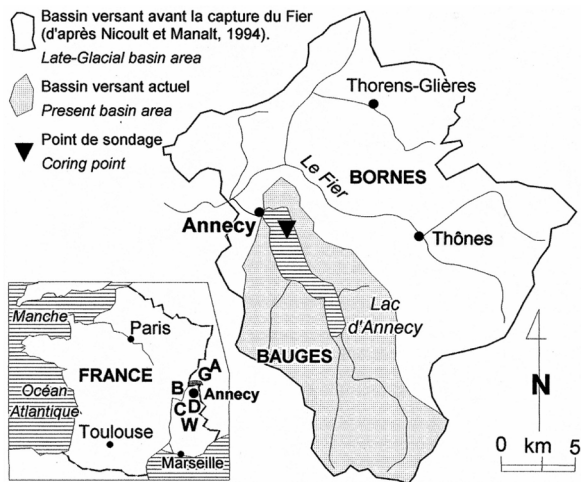 Bassin versant avant la capture du Fier
(d'après Nicoult et Manalt, 1994).
Late-Glacial basin area
Bassin versant actuel
Present basin area
Point de sondage
Coring point
Thorens-Glières
Le Fier
BORNES
Annecy
Thônes
Lac
d'Annecy
BAUGES
Manche
Paris
FRANCE
A
G
B
Annecy
C
D
W
Océan
Atlantique
Toulouse
Marseille
N
0 km 5